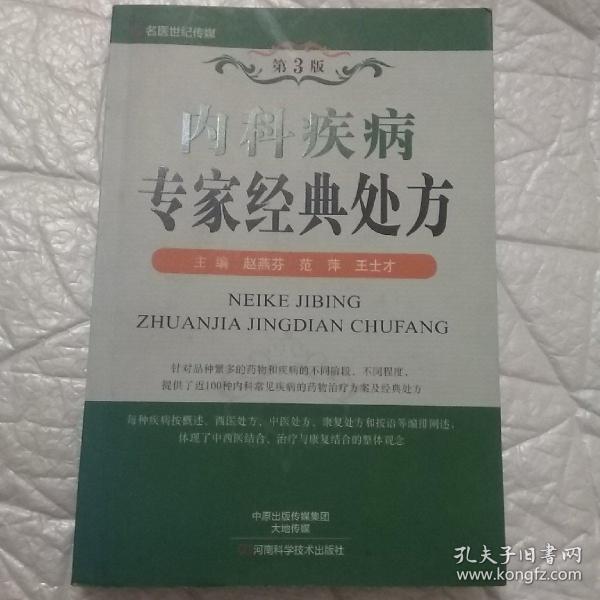 名医世纪传媒
第3版
内科疾病
专家经典处方
主 编 赵燕芬 范 萍 王士才
NEIKE JIBING
ZHUANJIA JINGDIAN CHUFANG
针对品种繁多的药物和疾病的不同阶段、不同程度，
提供了近100种内科常见疾病的药物治疗方案及经典处方
每种疾病按概述、西医处方、中医处方、康复处方和按语等编排阐述，
体现了中西医结合、治疗与康复结合的整体观念
中原出版传媒集团
大地传媒
河南科学技术出版社
孔夫子旧书网
www.kongfz.com